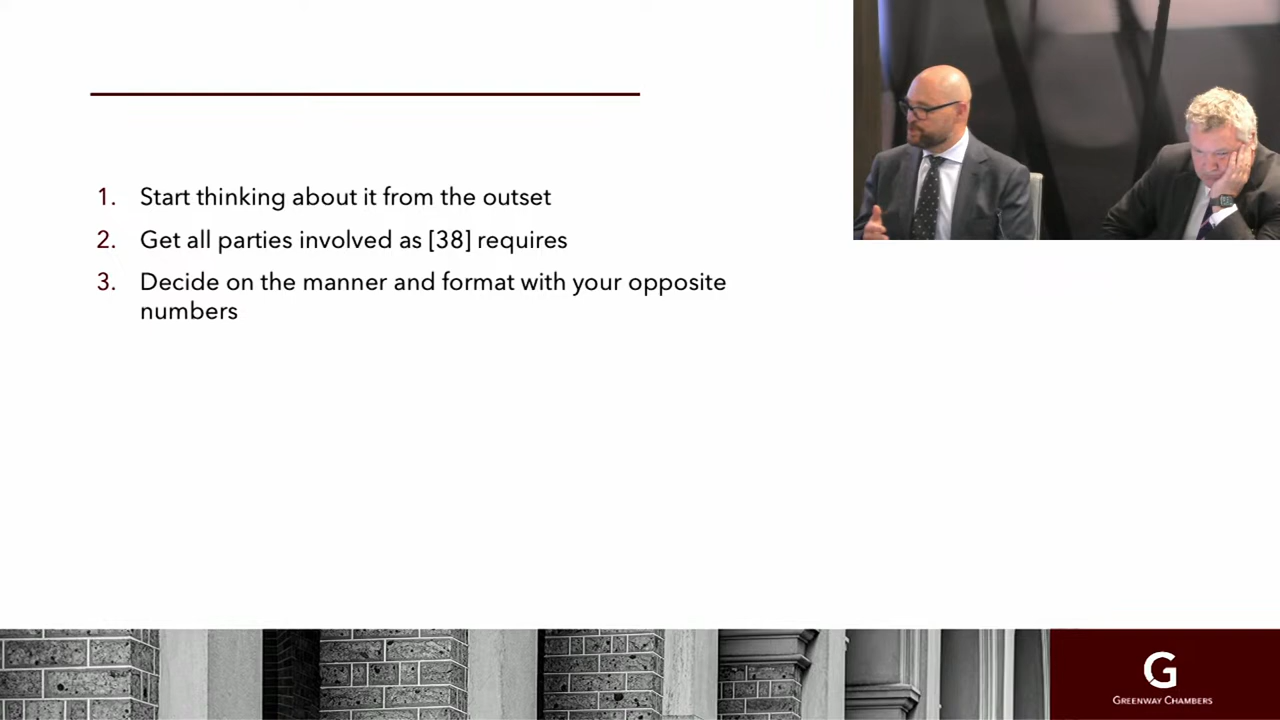 1. Start thinking about it from the outset
2. Get all parties involved as [38] requires
3. Decide on the manner and format with your opposite
numbers
G
GREENWAY CHAMBERS